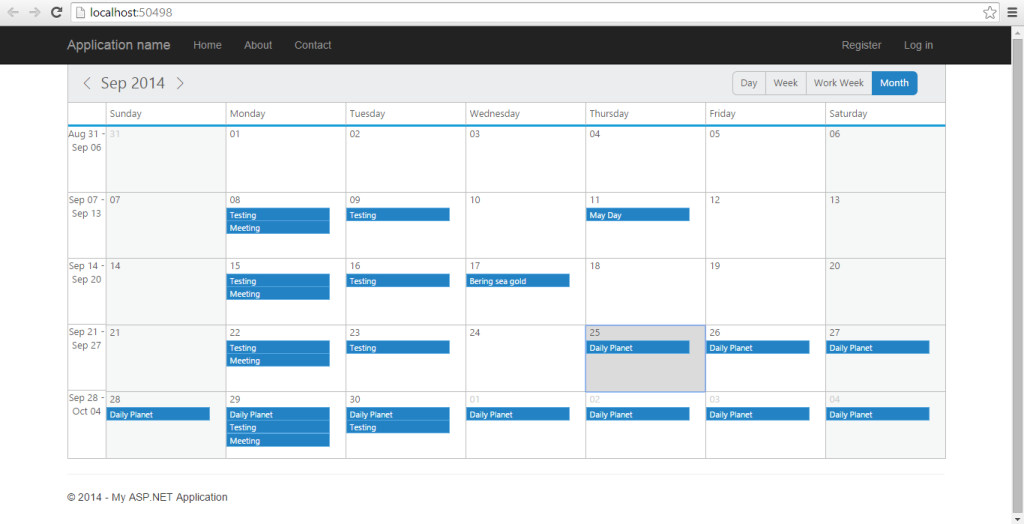 localhost:50498
Application name Home About Contact Register Log in
Sep 2014 Day Week Work Week Month
Sunday Monday Tuesday Wednesday Thursday Friday Saturday
Aug 31 - Sep 06
31 01 02 03 04 05 06
Sep 07 - Sep 13
07 08 09 10 11 12 13
Testing Testing May Day
Meeting
Sep 14 - Sep 20
14 15 16 17 18 19 20
Testing Testing Bering sea gold
Meeting
Sep 21 - Sep 27
21 22 23 24 25 26 27
Testing Testing Daily Planet Daily Planet Daily Planet
Meeting
Sep 28 - Oct 04
28 29 30 01 02 03 04
Daily Planet Daily Planet Daily Planet Daily Planet Daily Planet Daily Planet Daily Planet
Testing Testing
Meeting
© 2014 - My ASP.NET Application